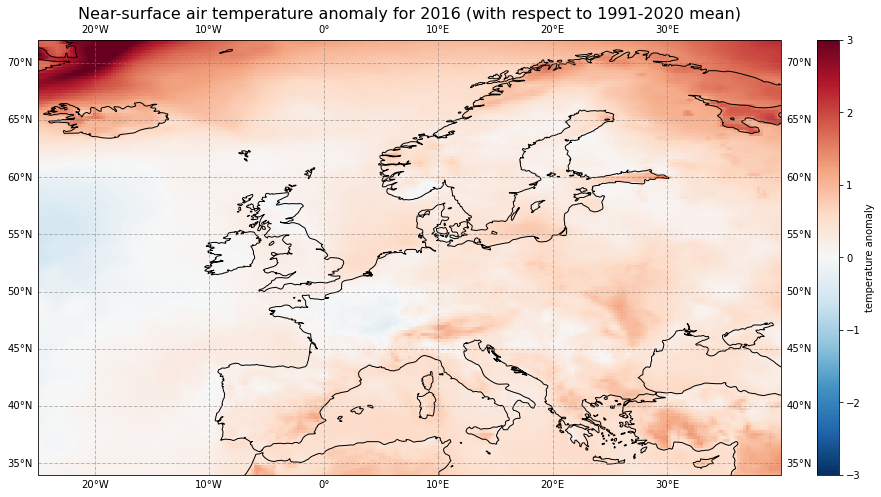 Near-surface air temperature anomaly for 2016 (with respect to 1991-2020 mean)
20°W 10°W 0° 10°E 20°E 30°E
70°N 70°N
65°N 65°N
60°N 60°N
55°N 55°N
50°N 50°N
45°N 45°N
40°N 40°N
35°N 35°N
20°W 10°W 0° 10°E 20°E 30°E
3
2
1
0
−1
−2
−3
temperature anomaly